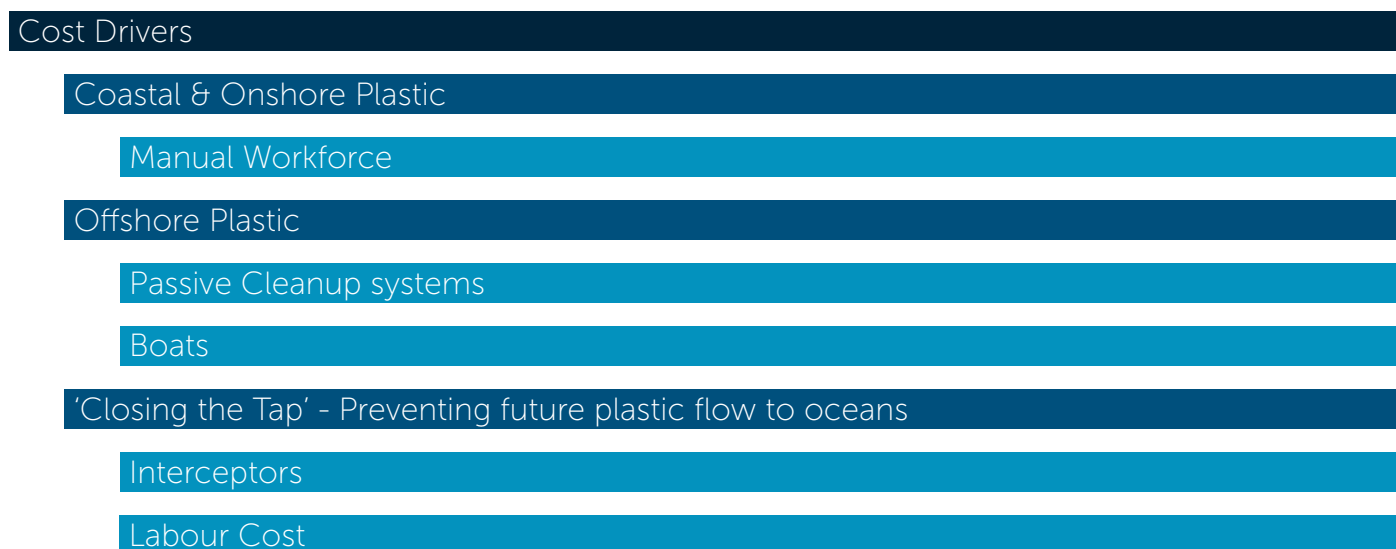 Cost Drivers
Coastal & Onshore Plastic
Manual Workforce
Offshore Plastic
Passive Cleanup systems
Boats
‘Closing the Tap’ - Preventing future plastic flow to oceans
Interceptors
Labour Cost